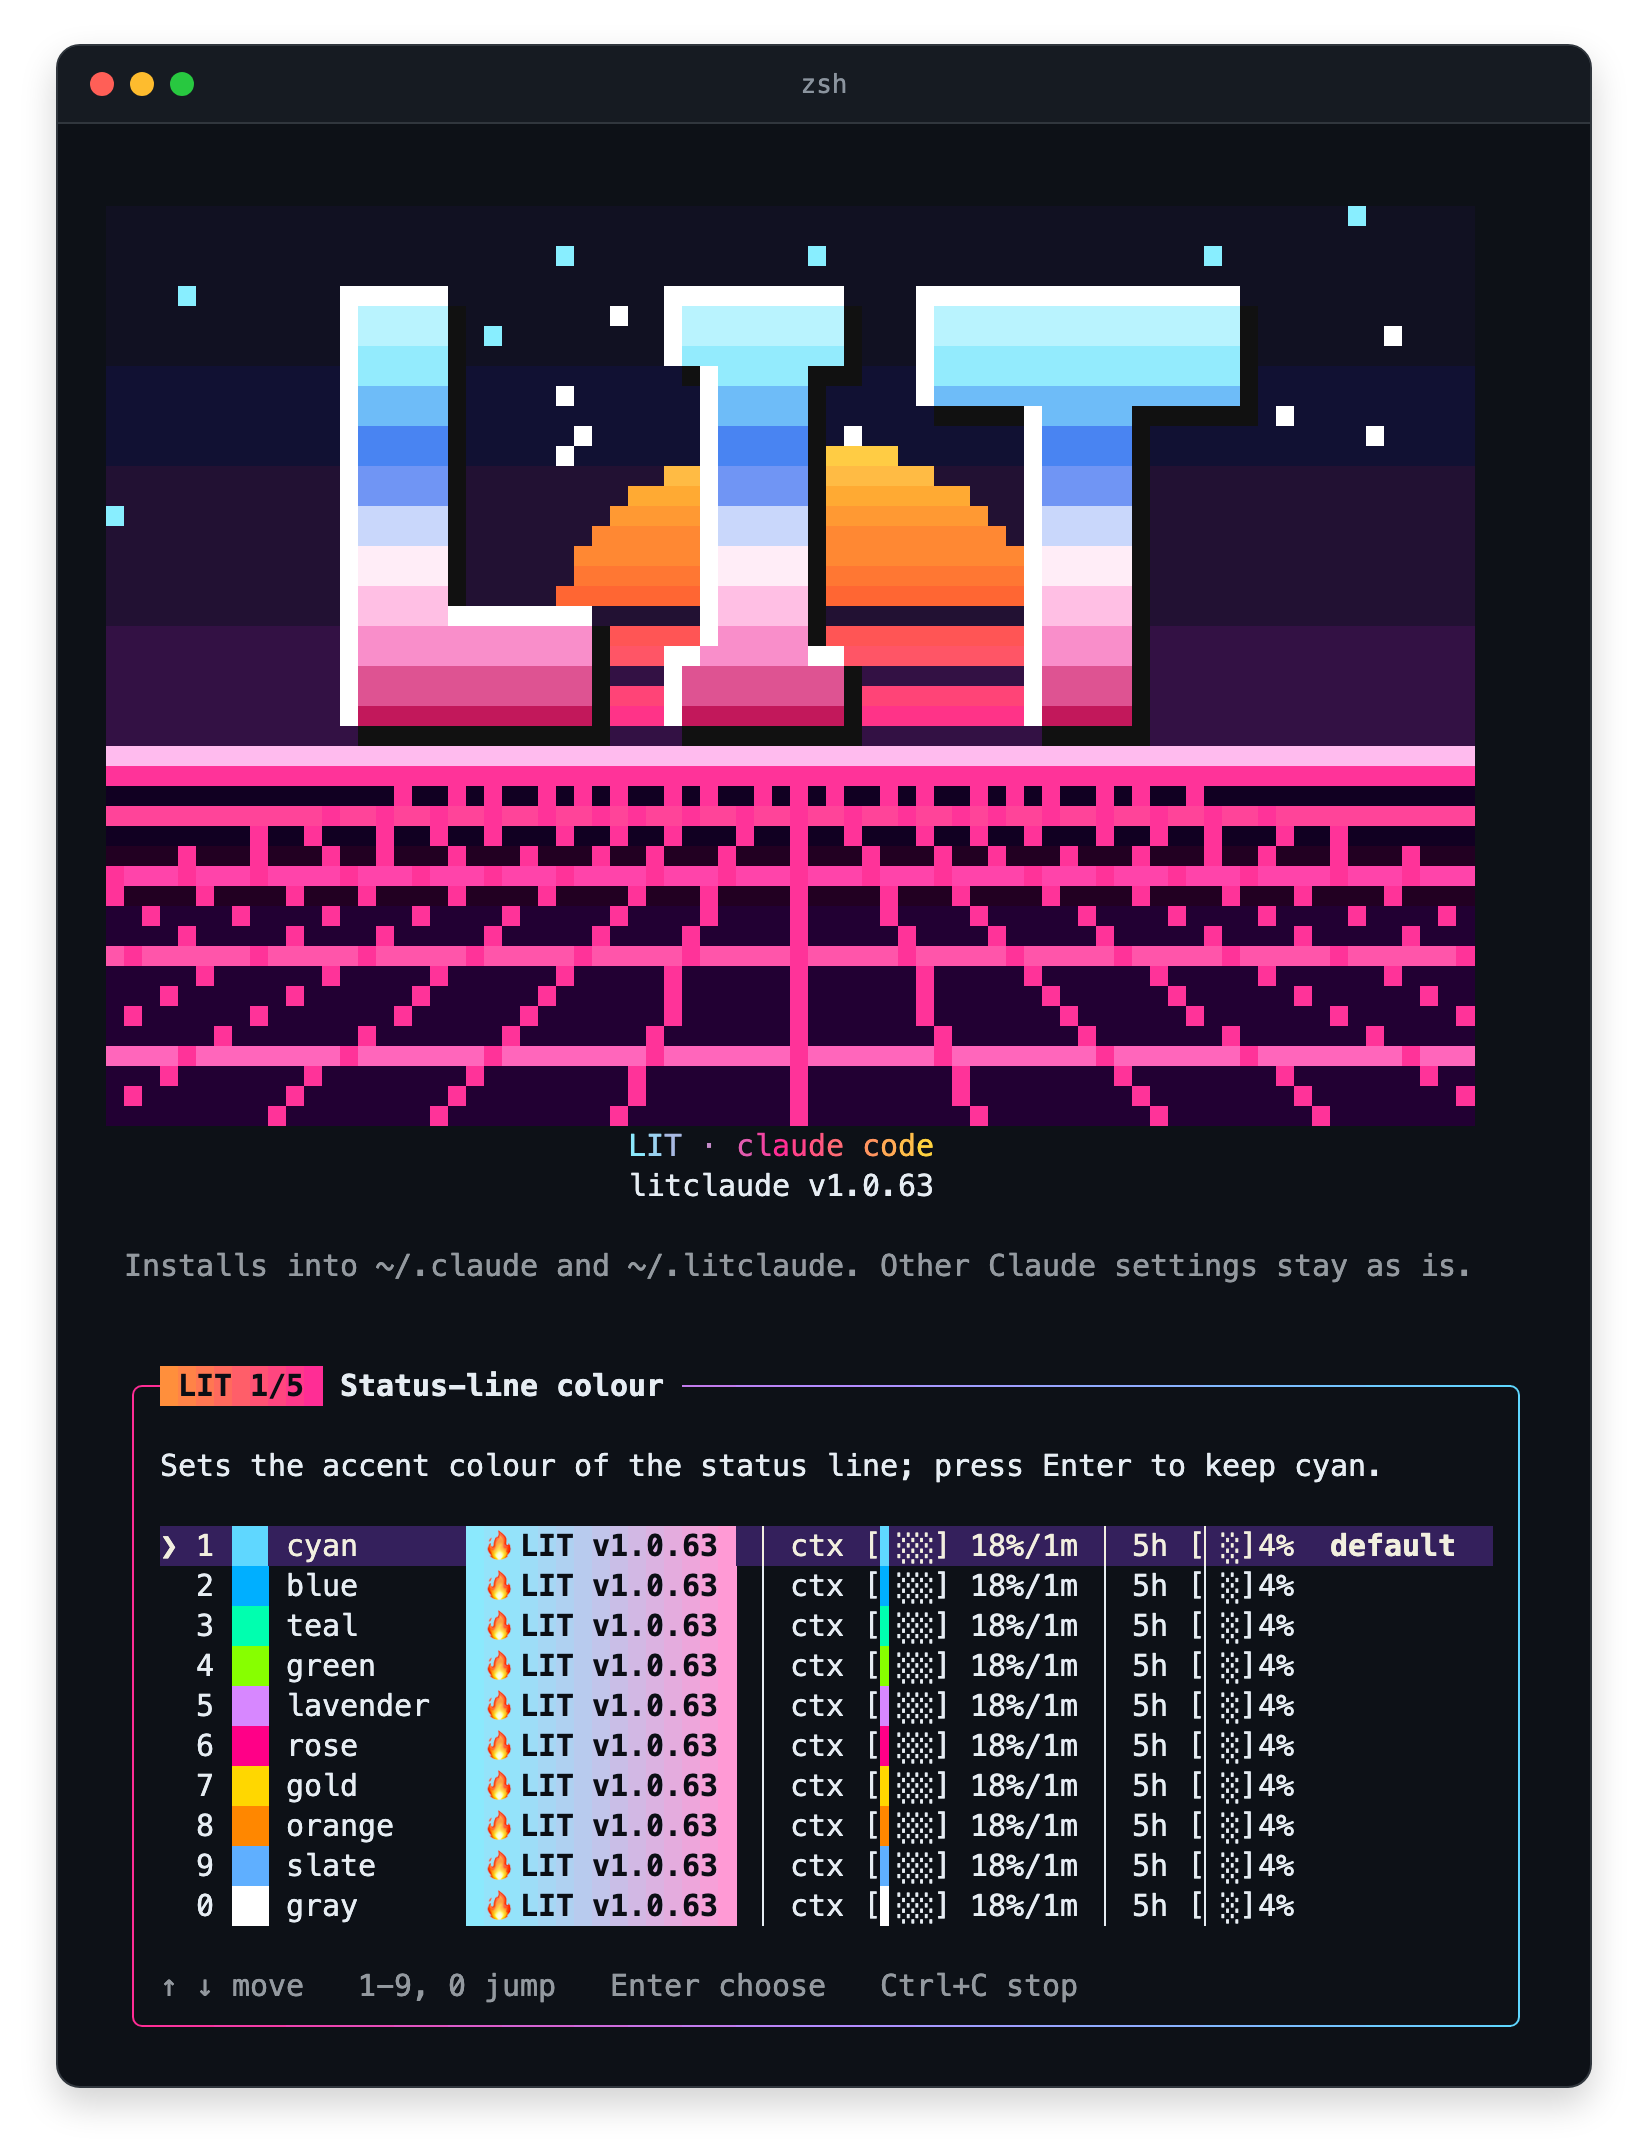 zsh
LIT
LIT · claude code
litclaude v1.0.63
Installs into ~/.claude and ~/.litclaude. Other Claude settings stay as is.
LIT 1/5 Status-line colour
Sets the accent colour of the status line; press Enter to keep cyan.
❯ 1 cyan 🔥LIT v1.0.63 │ ctx [▌░░] 18%/1m │ 5h [▏░]4% default
2 blue 🔥LIT v1.0.63 │ ctx [▌░░] 18%/1m │ 5h [▏░]4%
3 teal 🔥LIT v1.0.63 │ ctx [▌░░] 18%/1m │ 5h [▏░]4%
4 green 🔥LIT v1.0.63 │ ctx [▌░░] 18%/1m │ 5h [▏░]4%
5 lavender 🔥LIT v1.0.63 │ ctx [▌░░] 18%/1m │ 5h [▏░]4%
6 rose 🔥LIT v1.0.63 │ ctx [▌░░] 18%/1m │ 5h [▏░]4%
7 gold 🔥LIT v1.0.63 │ ctx [▌░░] 18%/1m │ 5h [▏░]4%
8 orange 🔥LIT v1.0.63 │ ctx [▌░░] 18%/1m │ 5h [▏░]4%
9 slate 🔥LIT v1.0.63 │ ctx [▌░░] 18%/1m │ 5h [▏░]4%
0 gray 🔥LIT v1.0.63 │ ctx [▌░░] 18%/1m │ 5h [▏░]4%
↑ ↓ move 1–9, 0 jump Enter choose Ctrl+C stop